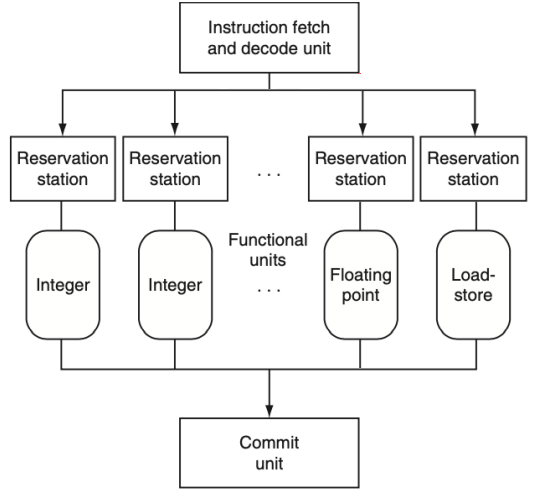 Instruction fetch
and decode unit
Reservation
station
Reservation
station
. . .
Reservation
station
Reservation
station
Integer
Integer
Functional
units
. . .
Floating
point
Load-
store
Commit
unit